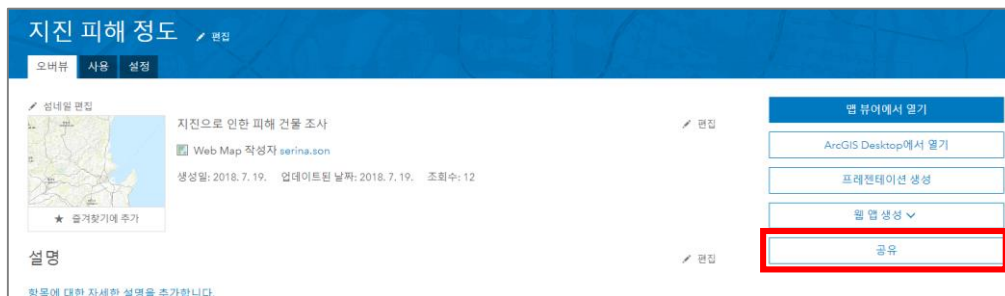 지진 피해 정도 편집
오버뷰 사용 설정
썸네일 편집
지진으로 인한 피해 건물 조사 편집
Web Map 작성자 serina.son
생성일: 2018. 7. 19. 업데이트된 날짜: 2018. 7. 19. 조회수: 12
★ 즐겨찾기에 추가
맵 뷰어에서 열기
ArcGIS Desktop에서 열기
프레젠테이션 생성
웹 앱 생성
공유
설명 편집
항목에 대한 자세한 설명을 추가합니다.